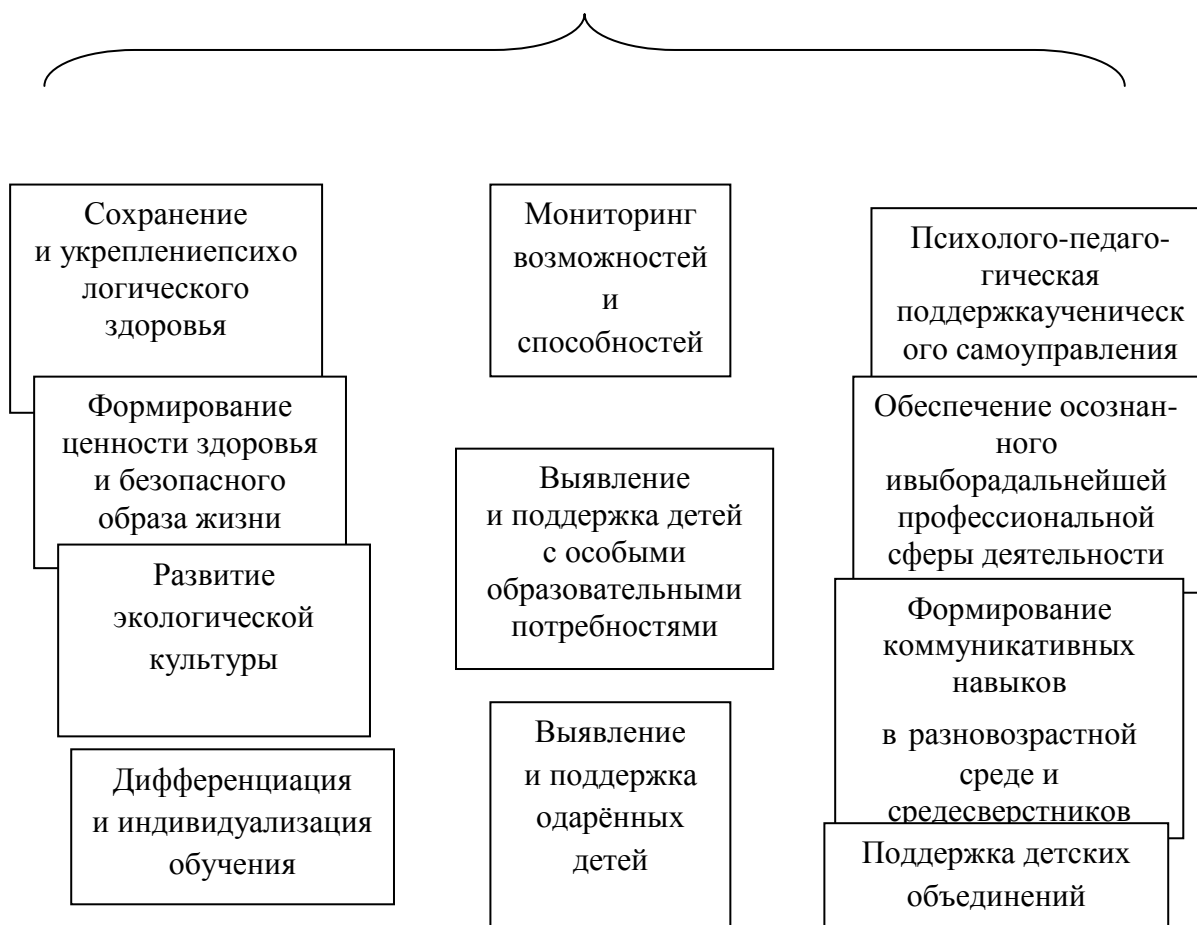 Сохранение
и укреплениепсихо
логического
здоровья
Формирование
ценности здоровья
и безопасного
образа жизни
Развитие
экологической
культуры
Дифференциация
и индивидуализация
обучения
Мониторинг
возможностей
и
способностей
Выявление
и поддержка детей
с особыми
образовательными
потребностями
Выявление
и поддержка
одарённых
детей
Психолого-педаго-
гическая
поддержкаученическ
ого самоуправления
Обеспечение осознан-
ного
ивыборадальнейшей
профессиональной
сферы деятельности
Формирование
коммуникативных
навыков
в разновозрастной
среде и
средесверстников
Поддержка детских
объединений